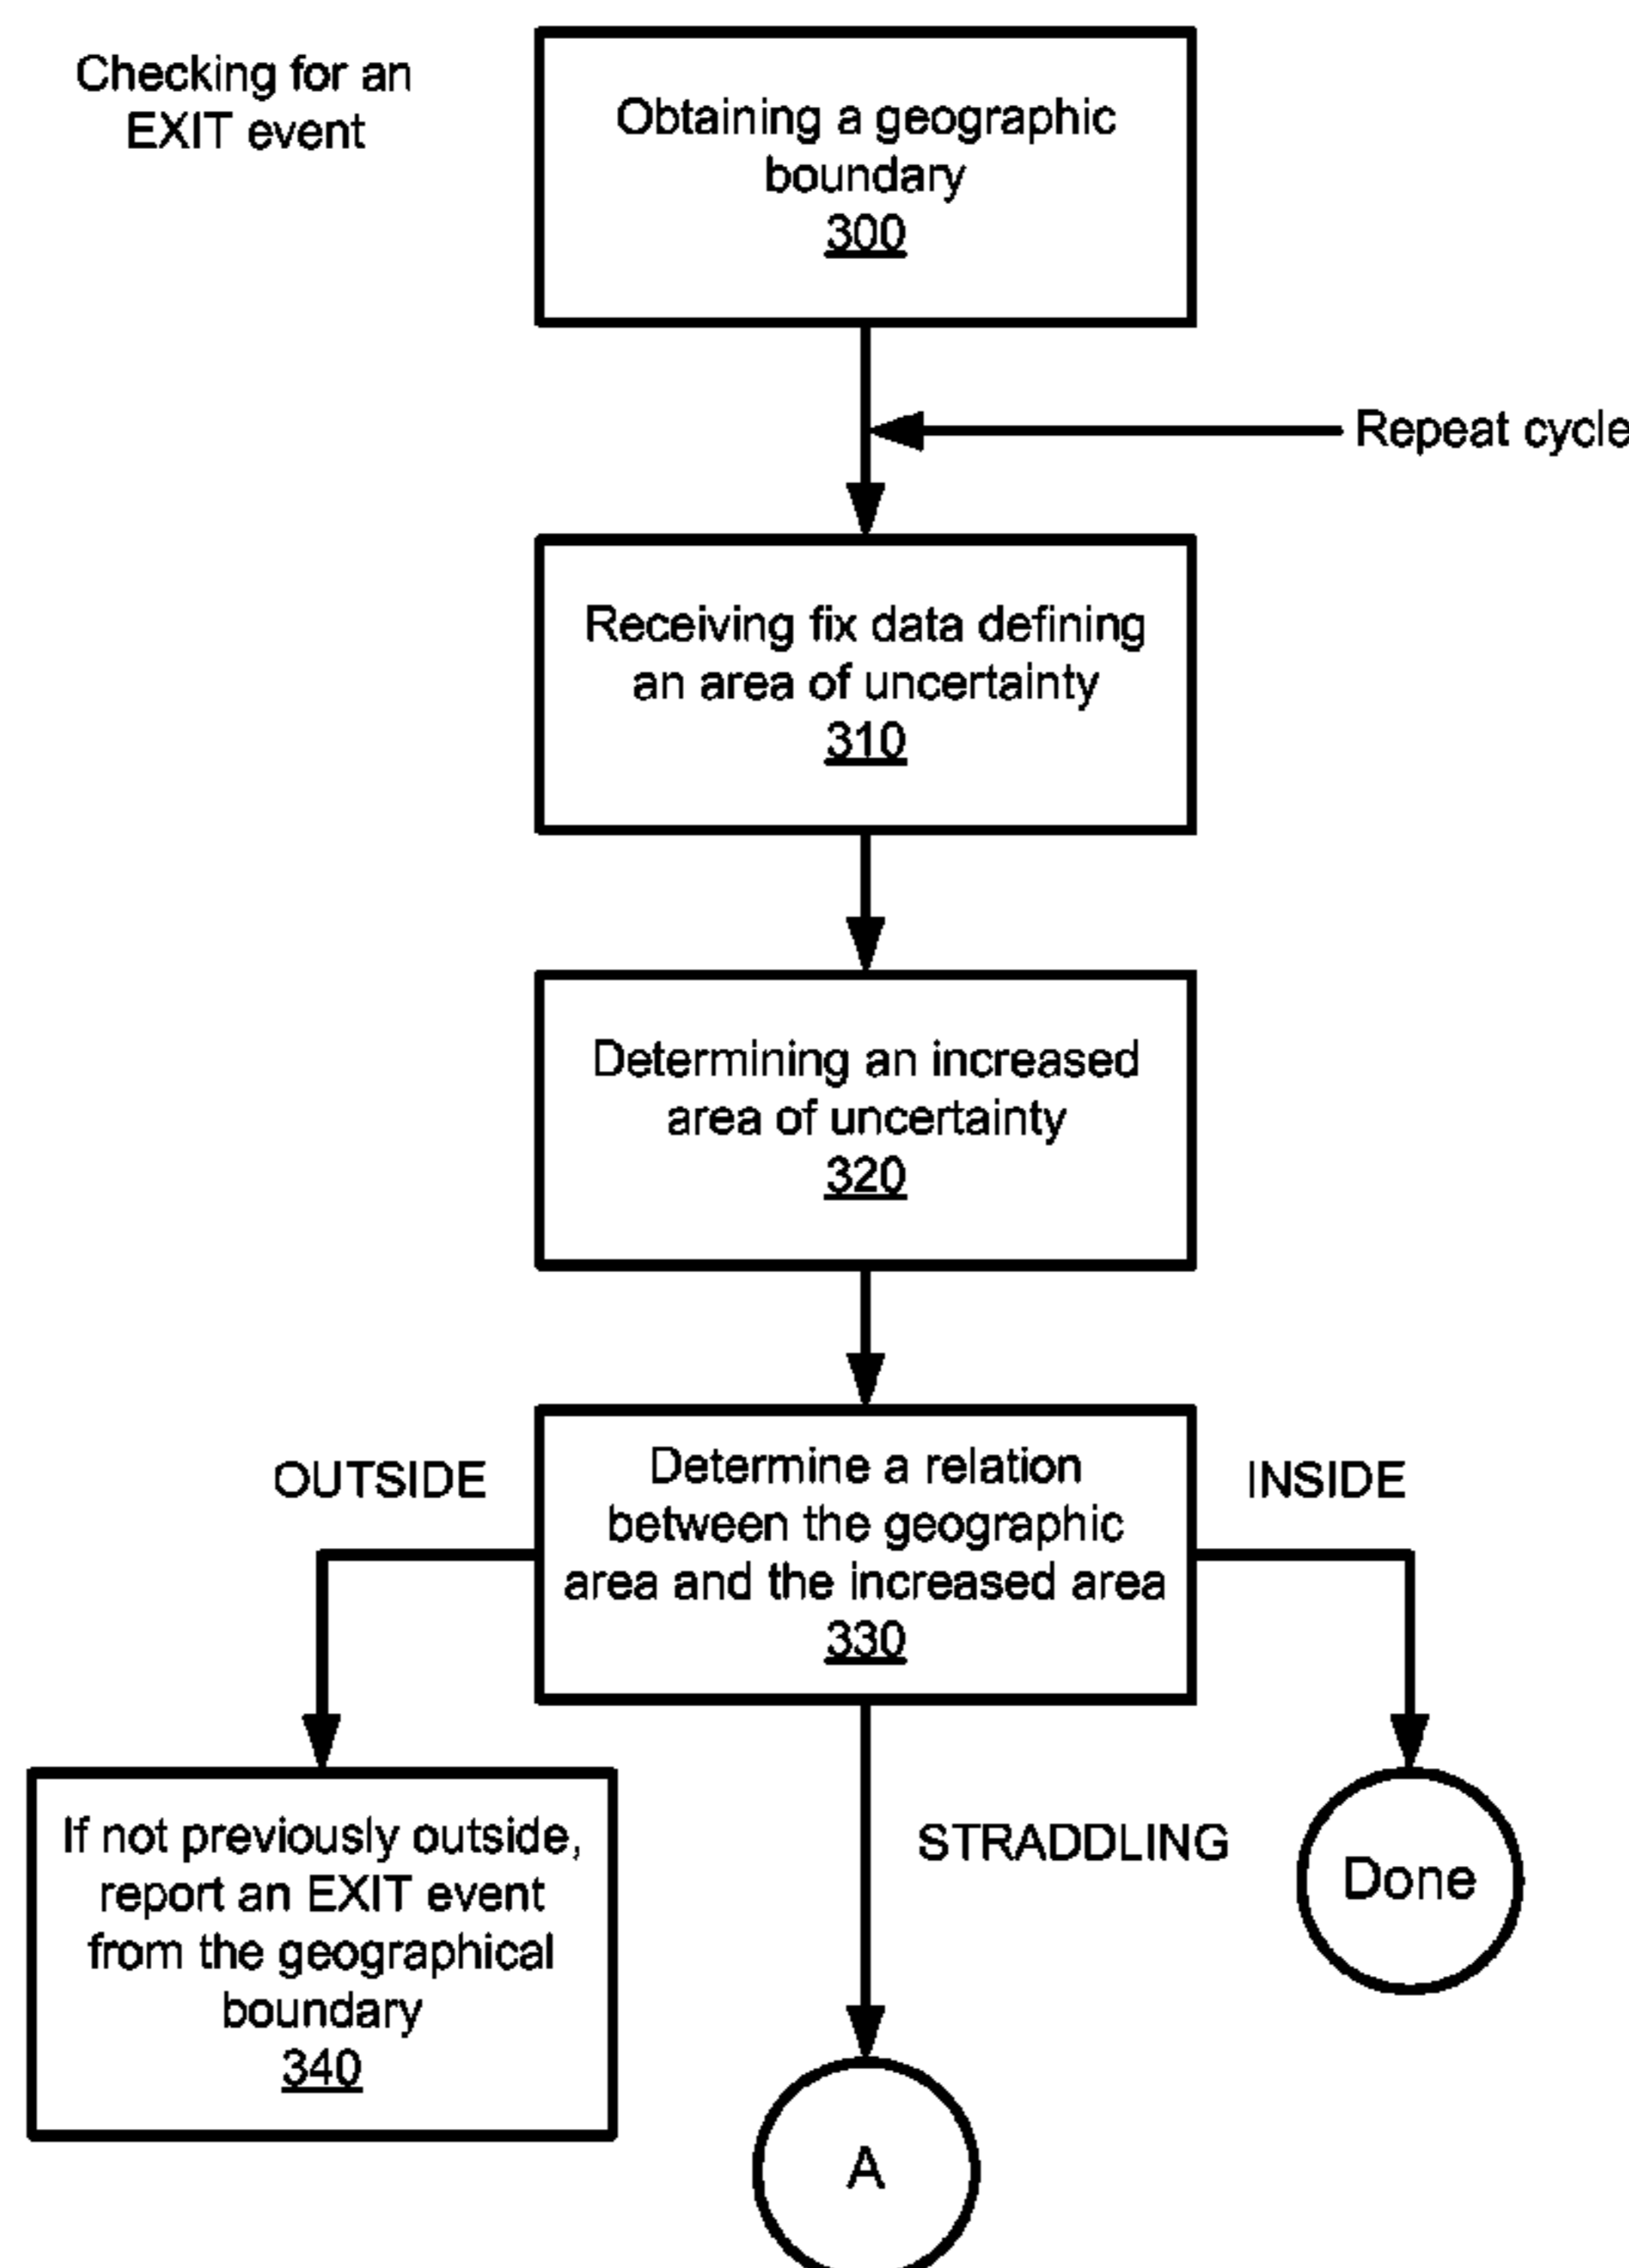 Checking for an
EXIT event
Obtaining a geographic
boundary
300
Repeat cycle
Receiving fix data defining
an area of uncertainty
310
Determining an increased
area of uncertainty
320
OUTSIDE
Determine a relation
between the geographic
area and the increased area
330
INSIDE
If not previously outside,
report an EXIT event
from the geographical
boundary
340
STRADDLING
Done
A